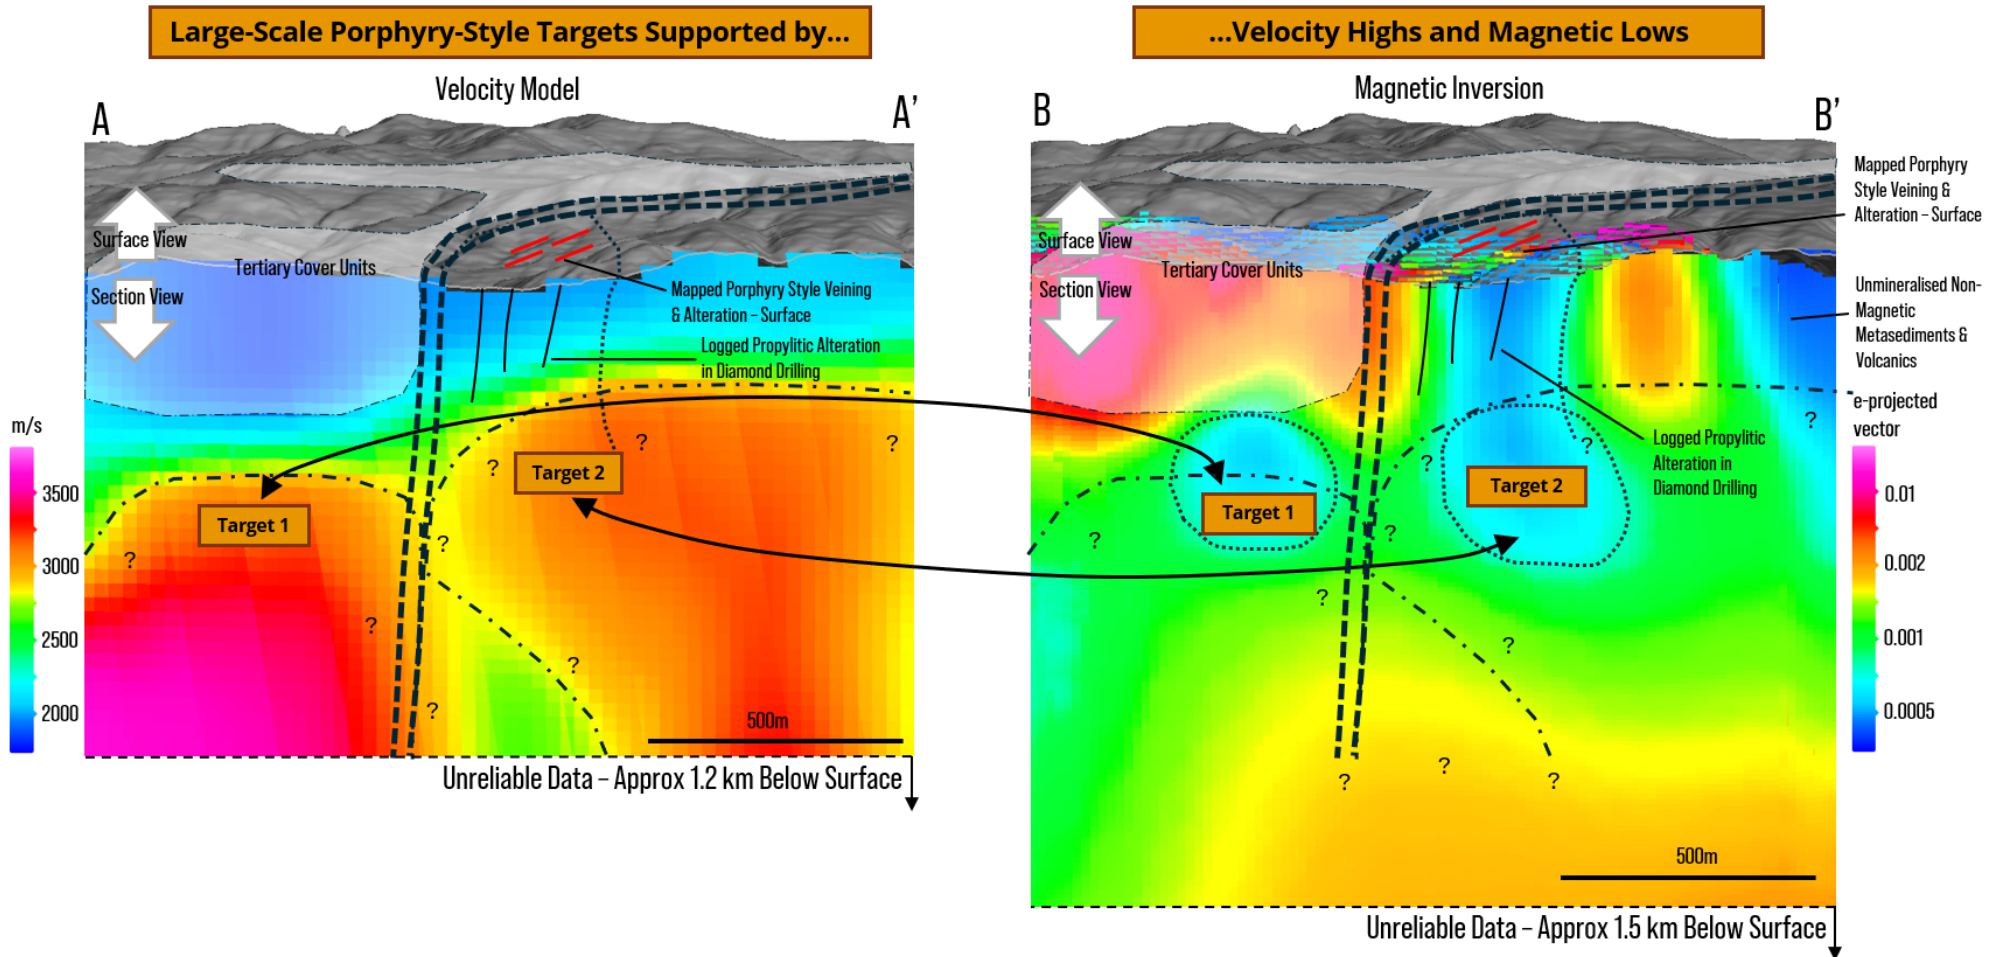 Large-Scale Porphyry-Style Targets Supported by...
...Velocity Highs and Magnetic Lows
Velocity Model
A
A'
Surface View
Section View
Tertiary Cover Units
Mapped Porphyry Style Veining
& Alteration – Surface
Logged Propylitic Alteration
in Diamond Drilling
m/s
3500
3000
2500
2000
Target 1
Target 2
?
?
?
?
?
?
?
?
500m
Unreliable Data – Approx 1.2 km Below Surface
Magnetic Inversion
B
B'
Surface View
Section View
Tertiary Cover Units
Mapped Porphyry
Style Veining &
Alteration – Surface
Unmineralised Non-
Magnetic
Metasediments &
Volcanics
e-projected
vector
0.01
0.002
0.001
0.0005
Logged Propylitic
Alteration in
Diamond Drilling
Target 1
Target 2
?
?
?
?
?
?
?
?
?
?
500m
Unreliable Data – Approx 1.5 km Below Surface